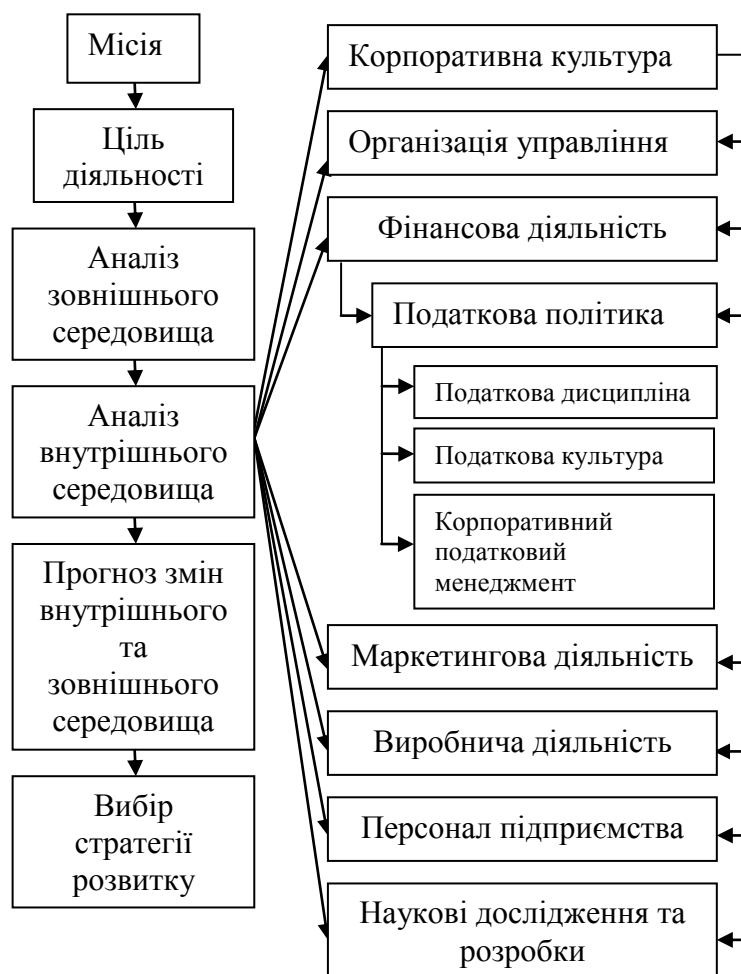 Місія
Ціль
діяльності
Аналіз
зовнішнього
середовища
Аналіз
внутрішнього
середовища
Прогноз змін
внутрішнього
та
зовнішнього
середовища
Вибір
стратегії
розвитку
Корпоративна культура
Організація управління
Фінансова діяльність
Податкова політика
Податкова дисципліна
Податкова культура
Корпоративний
податковий
менеджмент
Маркетингова діяльність
Виробнича діяльність
Персонал підприємства
Наукові дослідження та
розробки